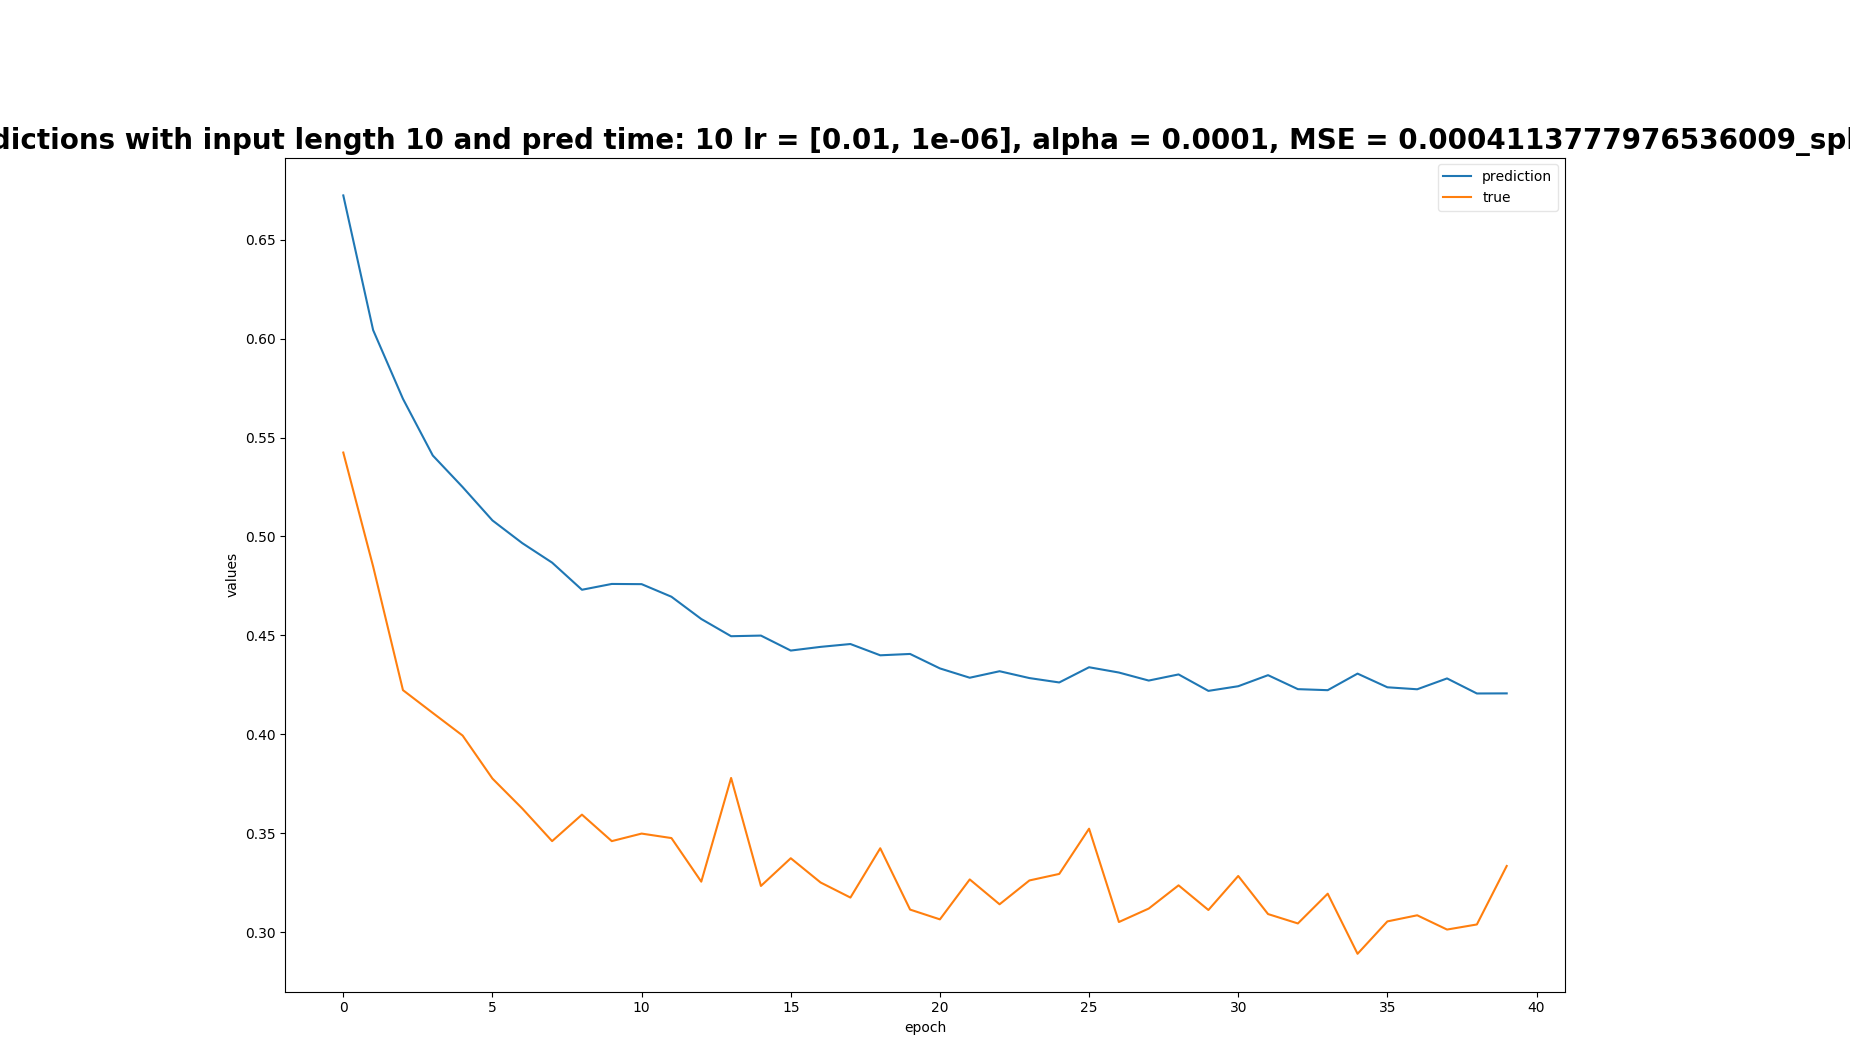 dictions with input length 10 and pred time: 10 lr = [0.01, 1e-06], alpha = 0.0001, MSE = 0.0004113777976536009_spl
prediction
true
0.65
0.60
0.55
0.50
0.45
0.40
0.35
0.30
values
0 5 10 15 20 25 30 35 40
epoch